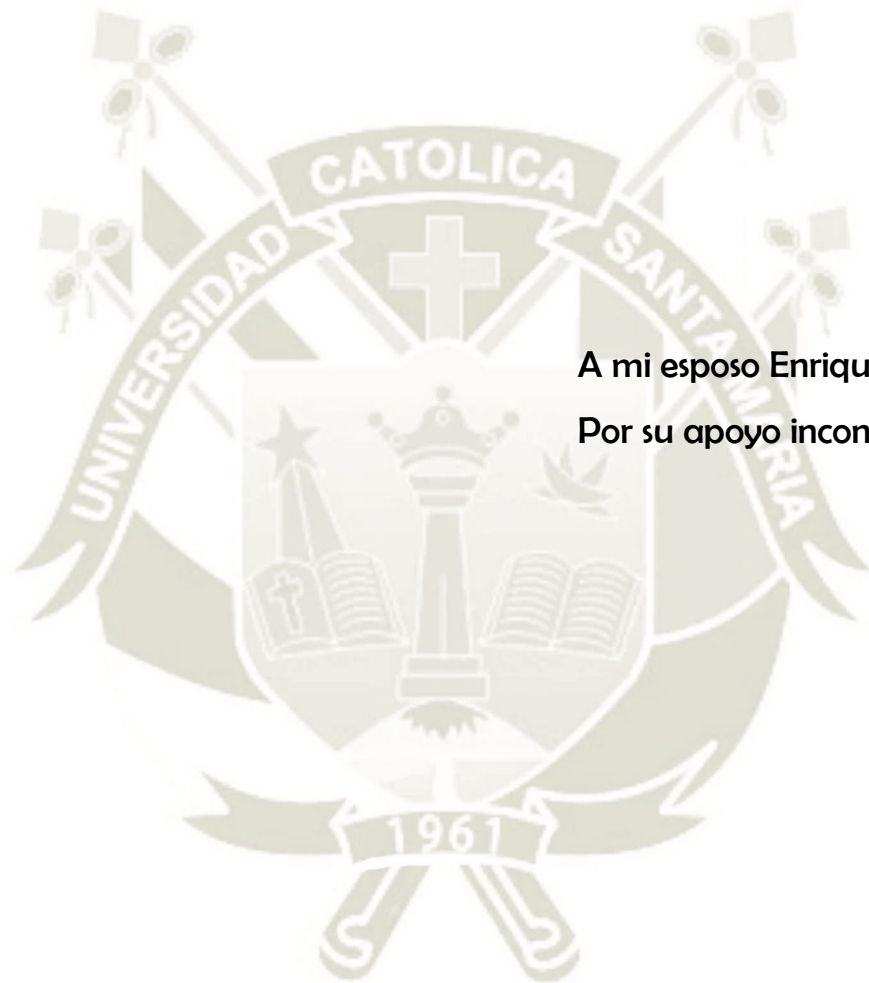 CATOLICA
UNIVERSIDAD
SANTA MARIA
A mi esposo Enriqu
Por su apoyo incon
1961